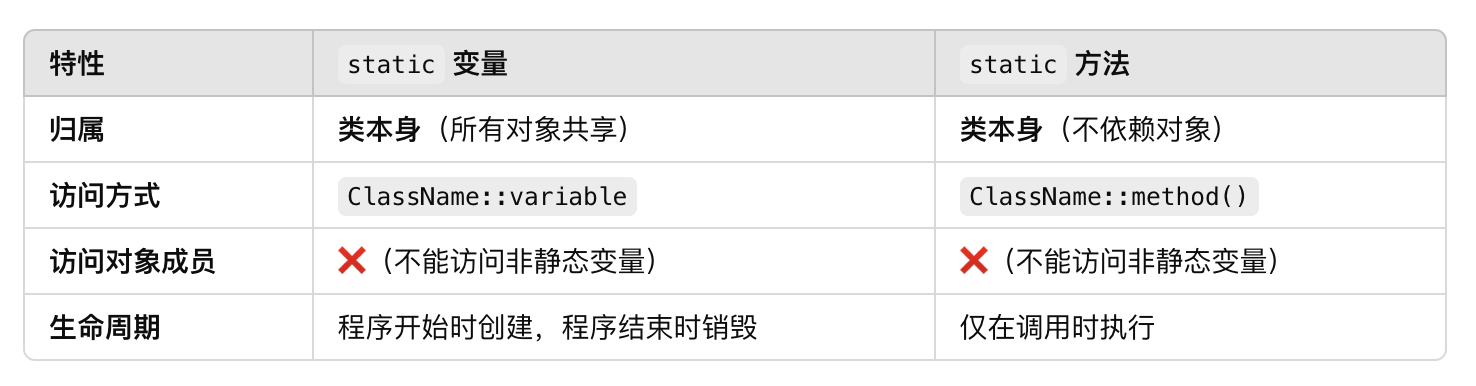 特性 static 变量 static 方法
归属 类本身（所有对象共享） 类本身（不依赖对象）
访问方式 ClassName::variable ClassName::method()
访问对象成员 ❌（不能访问非静态变量） ❌（不能访问非静态变量）
生命周期 程序开始时创建，程序结束时销毁 仅在调用时执行